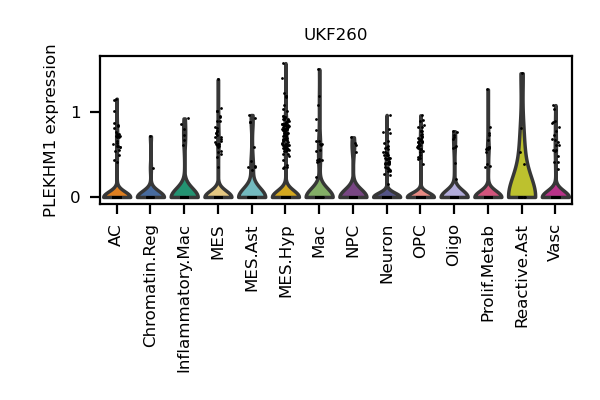 UKF260
PLEKHM1 expression
1
0
AC
Chromatin.Reg
Inflammatory.Mac
MES
MES.Ast
MES.Hyp
Mac
NPC
Neuron
OPC
Oligo
Prolif.Metab
Reactive.Ast
Vasc